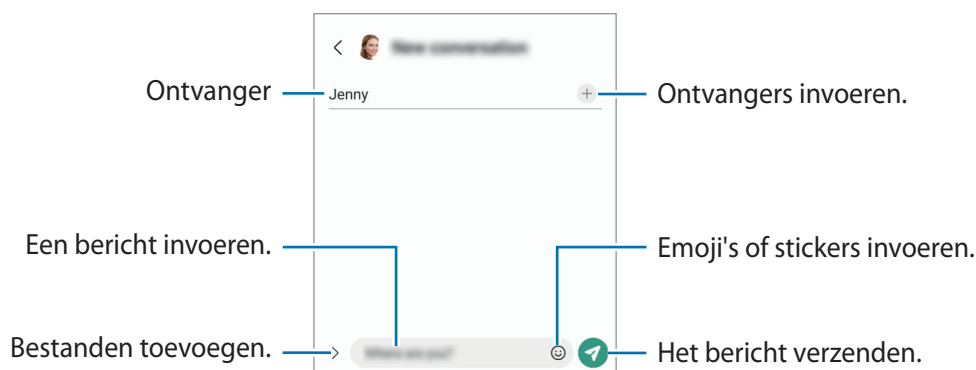 New conversation
Ontvanger
Jenny
Ontvangers invoeren.
Een bericht invoeren.
Emoji's of stickers invoeren.
Bestanden toevoegen.
Where are you?
Het bericht verzenden.